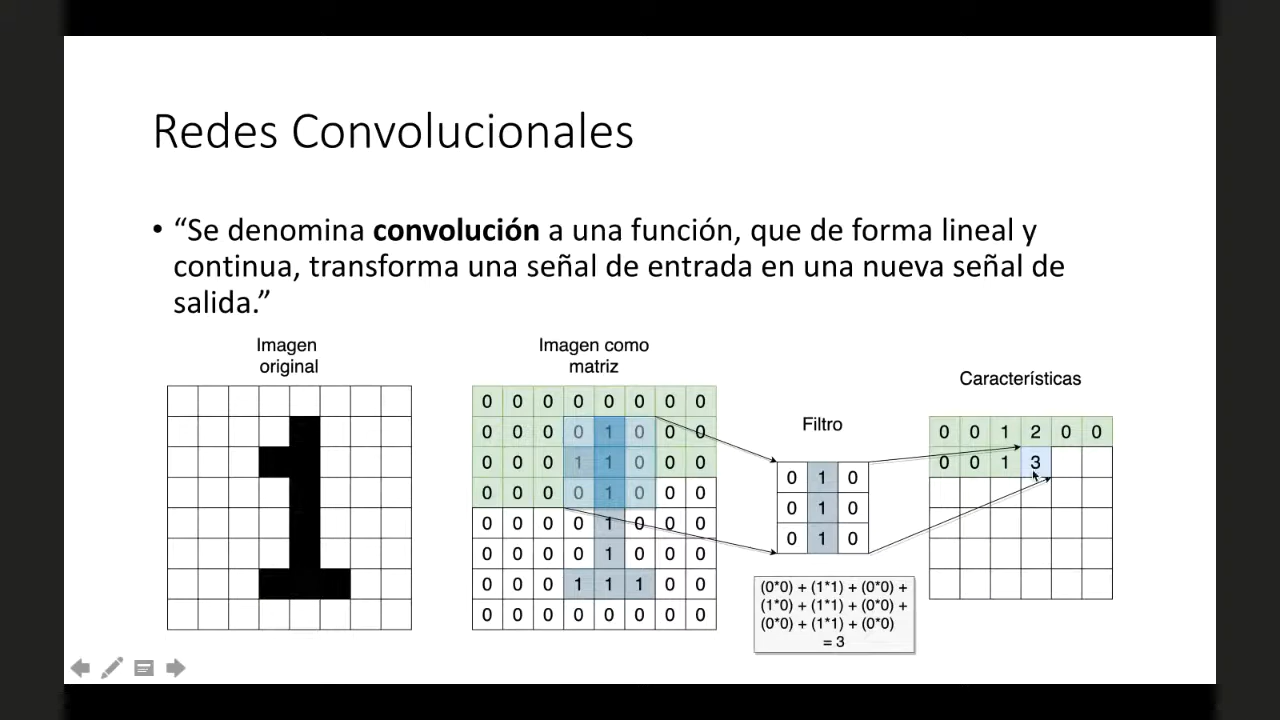 Redes Convolucionales
• “Se denomina convolución a una función, que de forma lineal y
continua, transforma una señal de entrada en una nueva señal de
salida.”
Imagen
original
Imagen como
matriz
0 0 0 0 0 0 0 0
0 0 0 0 1 0 0 0
0 0 0 1 1 0 0 0
0 0 0 0 1 0 0 0
0 0 0 0 1 0 0 0
0 0 0 0 1 0 0 0
0 0 0 1 1 1 0 0
0 0 0 0 0 0 0 0
Filtro
0 1 0
0 1 0
0 1 0
(0*0) + (1*1) + (0*0) +
(1*0) + (1*1) + (0*0) +
(0*0) + (1*1) + (0*0)
= 3
Características
0 0 1 2 0 0
0 0 1 3